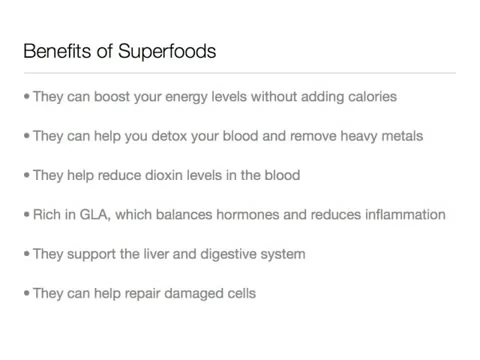 Benefits of Superfoods
• They can boost your energy levels without adding calories
• They can help you detox your blood and remove heavy metals
• They help reduce dioxin levels in the blood
• Rich in GLA, which balances hormones and reduces inflammation
• They support the liver and digestive system
• They can help repair damaged cells